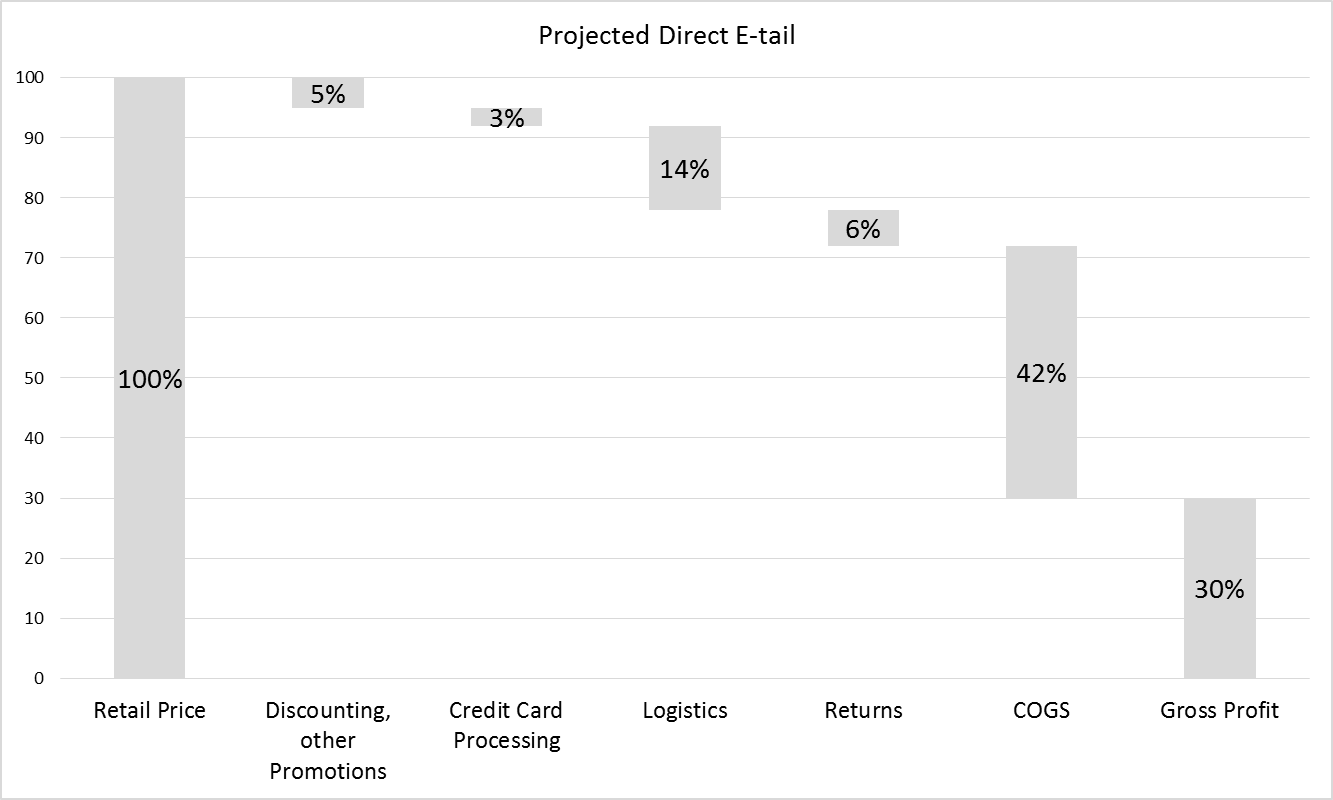 Projected Direct E-tail
100
90
80
70
60
50
40
30
20
10
0
100%
5%
3%
14%
6%
42%
30%
Retail Price
Discounting,
other
Promotions
Credit Card
Processing
Logistics
Returns
COGS
Gross Profit